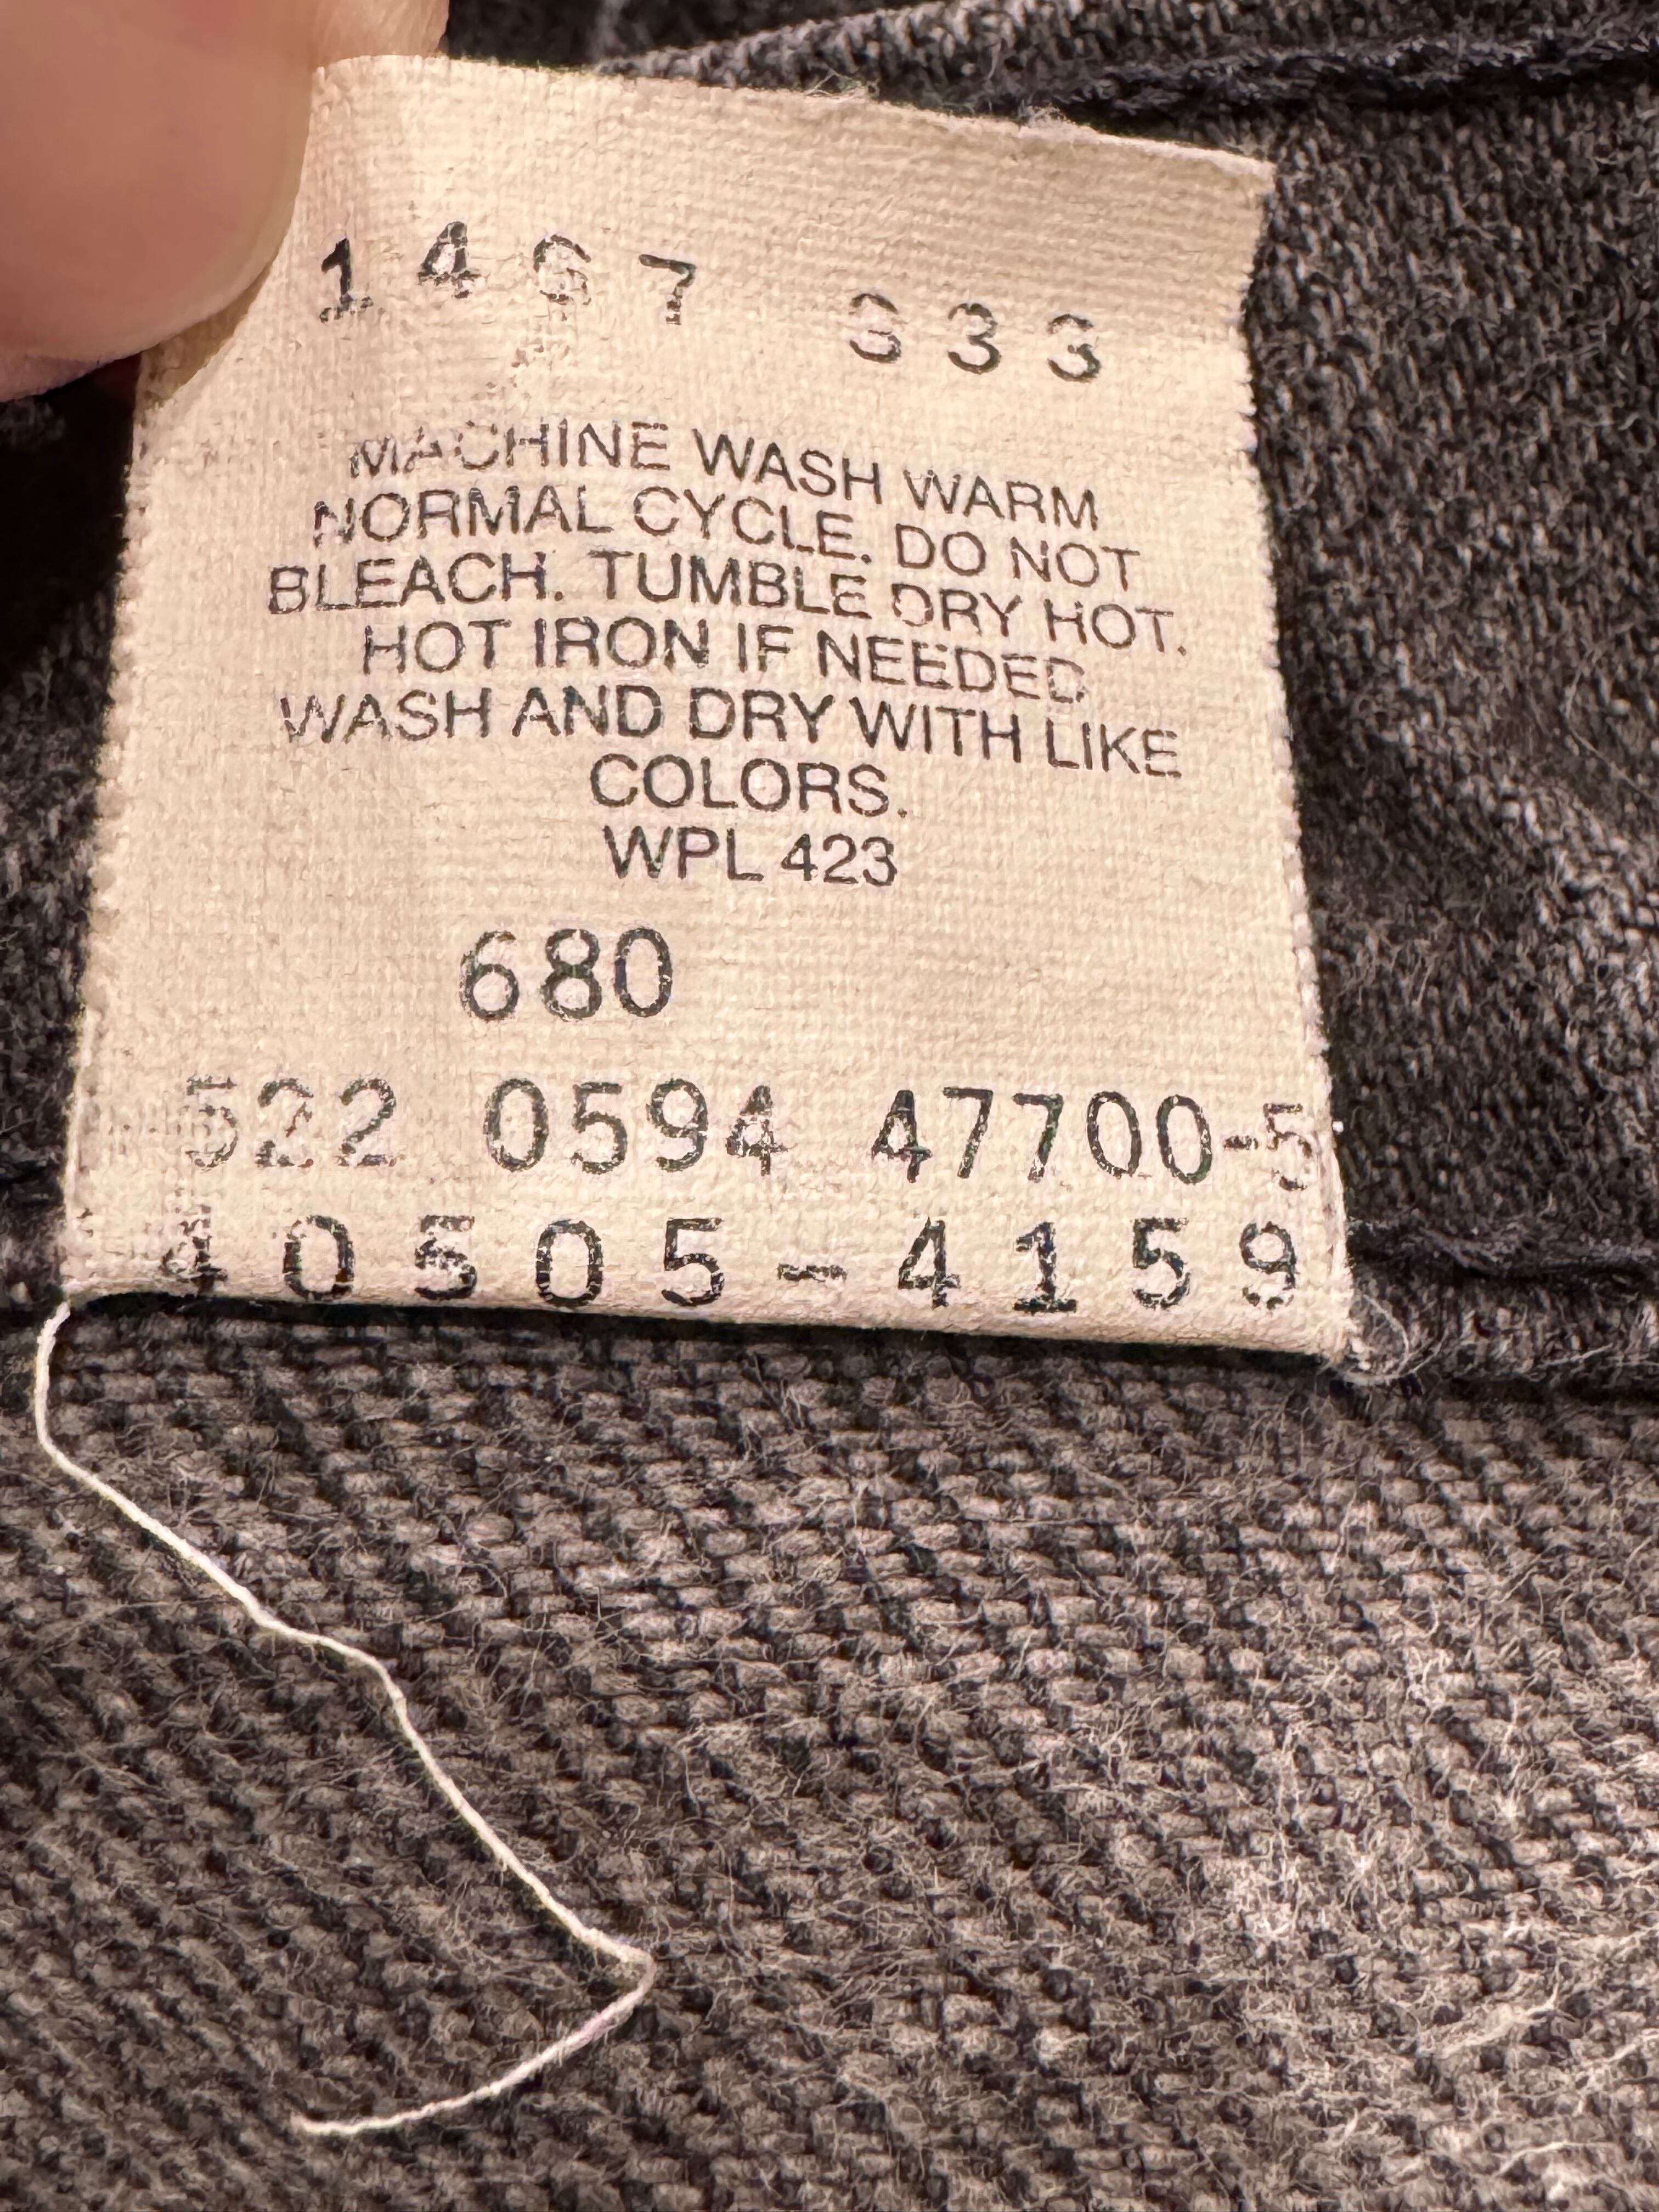 1467 333
MACHINE WASH WARM
NORMAL CYCLE. DO NOT
BLEACH. TUMBLE DRY HOT.
HOT IRON IF NEEDED
WASH AND DRY WITH LIKE
COLORS.
WPL 423
680
522 0594 47700-5
40505-4159